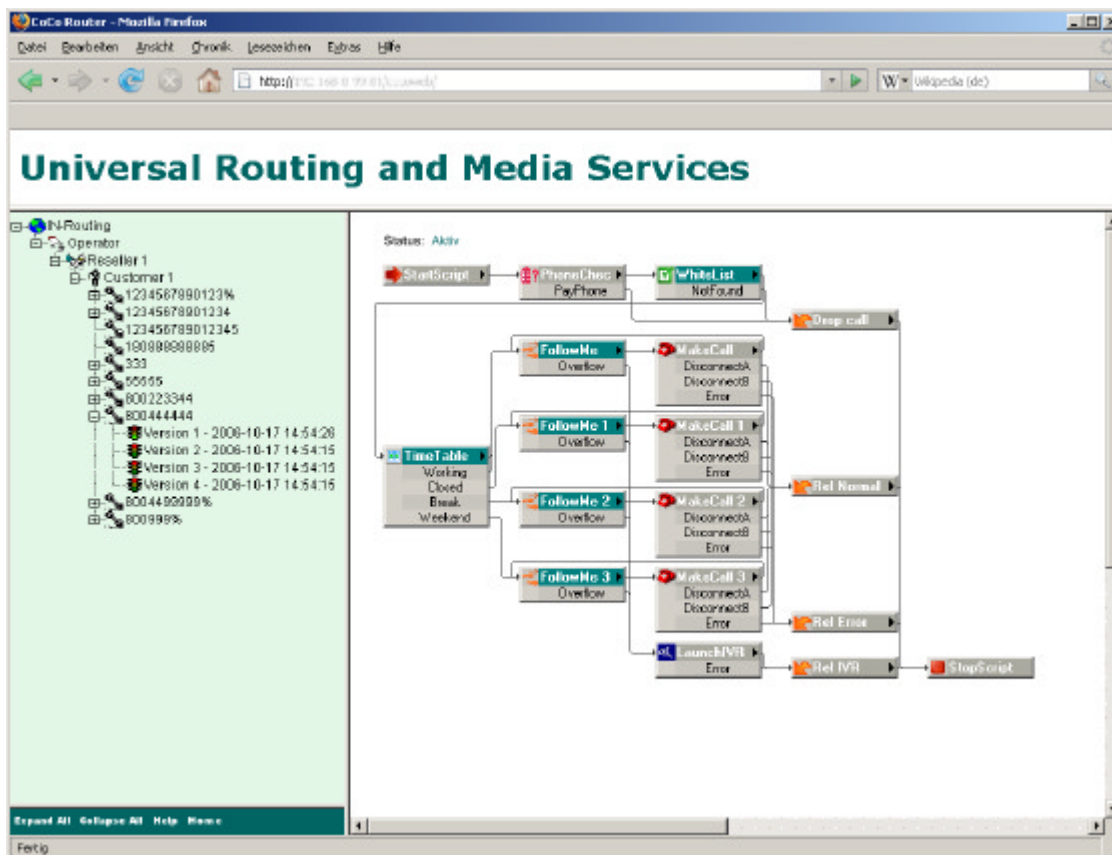 CoCo Router - Mozilla Firefox
Datei Bearbeiten Ansicht Chronik Lesezeichen Extras Hilfe
http://
Wikipedia (de)
Universal Routing and Media Services
IN-Routing
Operator
Reseller 1
Customer 1
1234567890123%
12345678901234
123456789012345
333
55555
800223344
800444444
Version 1 - 2006-10-17 14:54:26
Version 2 - 2006-10-17 14:54:15
Version 3 - 2006-10-17 14:54:15
Version 4 - 2006-10-17 14:54:15
8004499999%
800999%
Expand All Collapse All Help Home
Status: Aktiv
StartScript
PhoneChec
PayPhone
WhiteList
NotFound
Drop call
FollowMe
Overflow
MakeCall
DisconnectA
DisconnectB
Error
FollowMe 1
Overflow
MakeCall 1
DisconnectA
DisconnectB
Error
TimeTable
Working
Closed
Break
Weekend
FollowMe 2
Overflow
MakeCall 2
DisconnectA
DisconnectB
Error
Rel Normal
FollowMe 3
Overflow
MakeCall 3
DisconnectA
DisconnectB
Error
Rel Error
LaunchIVR
Error
Rel IVR
StopScript
Fertig